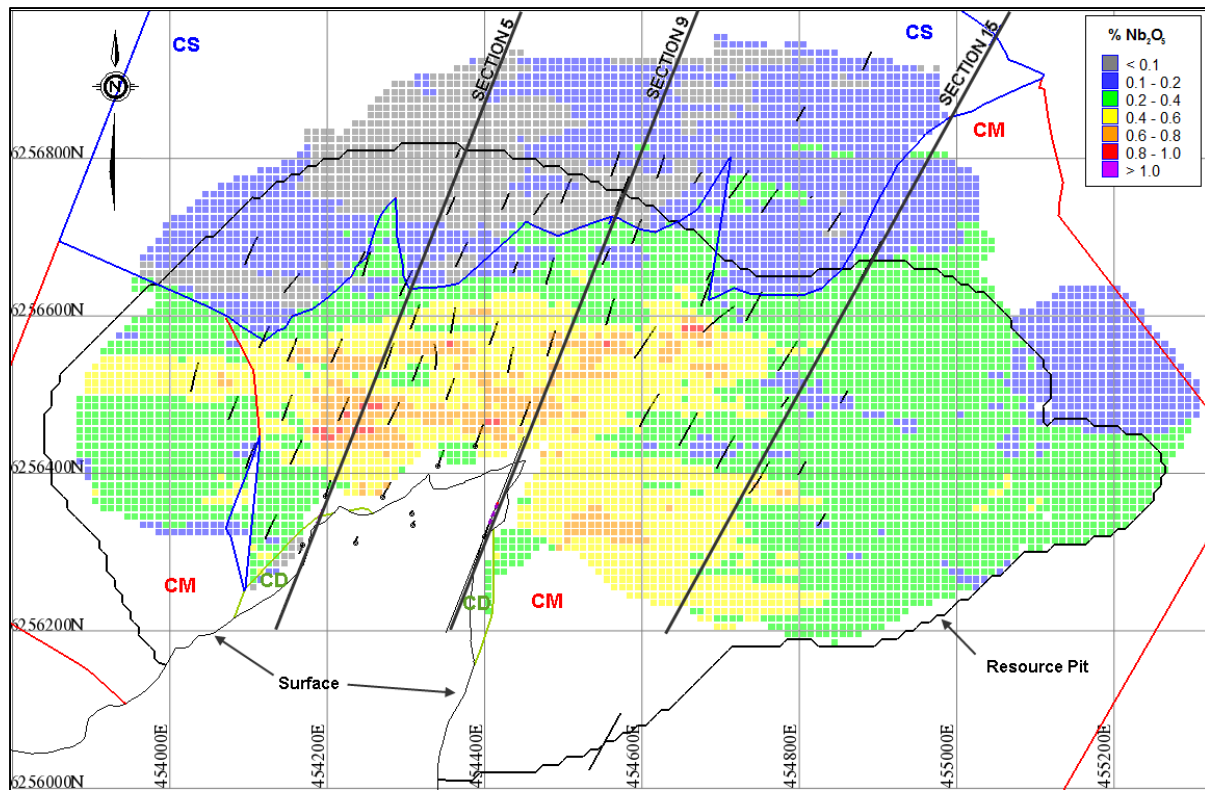 CS
SECTION 5
SECTION 9
CS
SECTION 15
% Nb₂O₅
< 0.1
0.1 - 0.2
0.2 - 0.4
0.4 - 0.6
0.6 - 0.8
0.8 - 1.0
> 1.0
N
CM
6256800N
6256600N
6256400N
CM
CD
CD
CM
6256200N
Surface
Resource Pit
454000E
454200E
454400E
454600E
454800E
455000E
455200E
6256000N